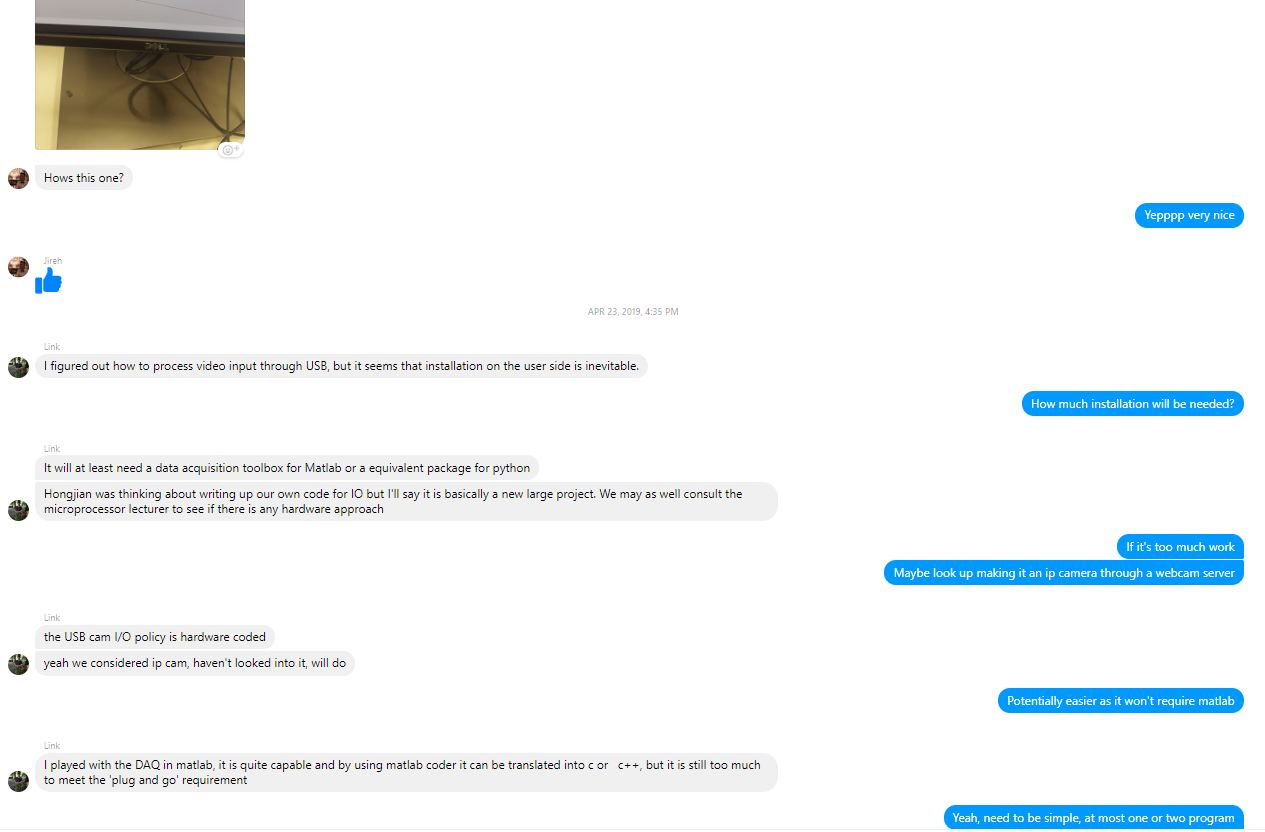 DELL
Hows this one?
Yepppp very nice
Jireh
APR 23, 2019, 4:35 PM
Link
I figured out how to process video input through USB, but it seems that installation on the user side is inevitable.
How much installation will be needed?
Link
It will at least need a data acquisition toolbox for Matlab or a equivalent package for python
Hongjian was thinking about writing up our own code for IO but I'll say it is basically a new large project. We may as well consult the
microprocessor lecturer to see if there is any hardware approach
If it's too much work
Maybe look up making it an ip camera through a webcam server
Link
the USB cam I/O policy is hardware coded
yeah we considered ip cam, haven't looked into it, will do
Potentially easier as it won't require matlab
Link
I played with the DAQ in matlab, it is quite capable and by using matlab coder it can be translated into c or c++, but it is still too much
to meet the 'plug and go' requirement
Yeah, need to be simple, at most one or two program